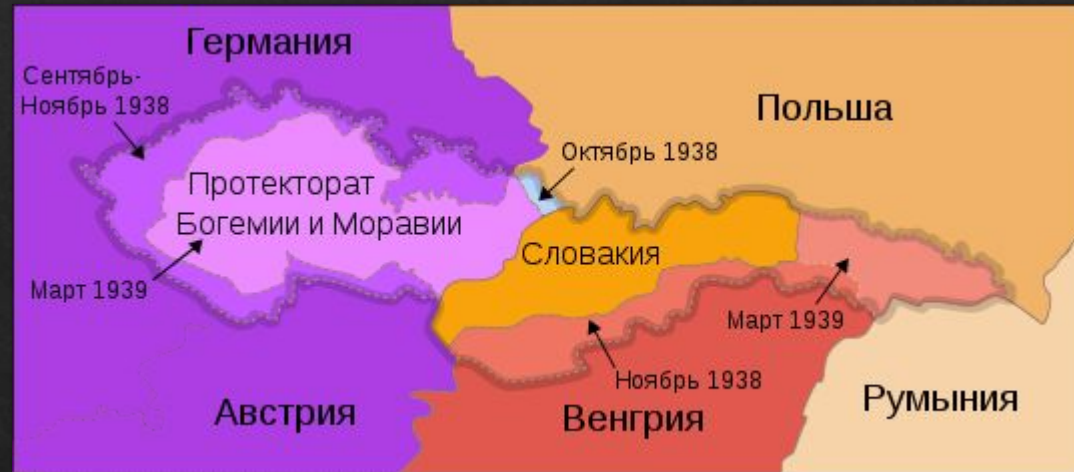 Германия
Сентябрь-
Ноябрь 1938
Польша
Октябрь 1938
Протекторат
Богемии и Моравии
Словакия
Март 1939
Март 1939
Ноябрь 1938
Австрия
Венгрия
Румыния